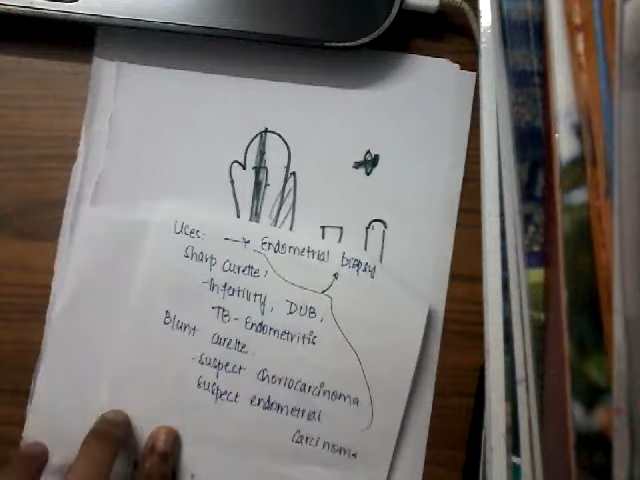 Uses: → Endometrial biopsy
Sharp curette,
-Infertility, DUB,
TB-Endometritis
Blunt curette.
-suspect choriocarcinoma
suspect endometrial
carcinoma